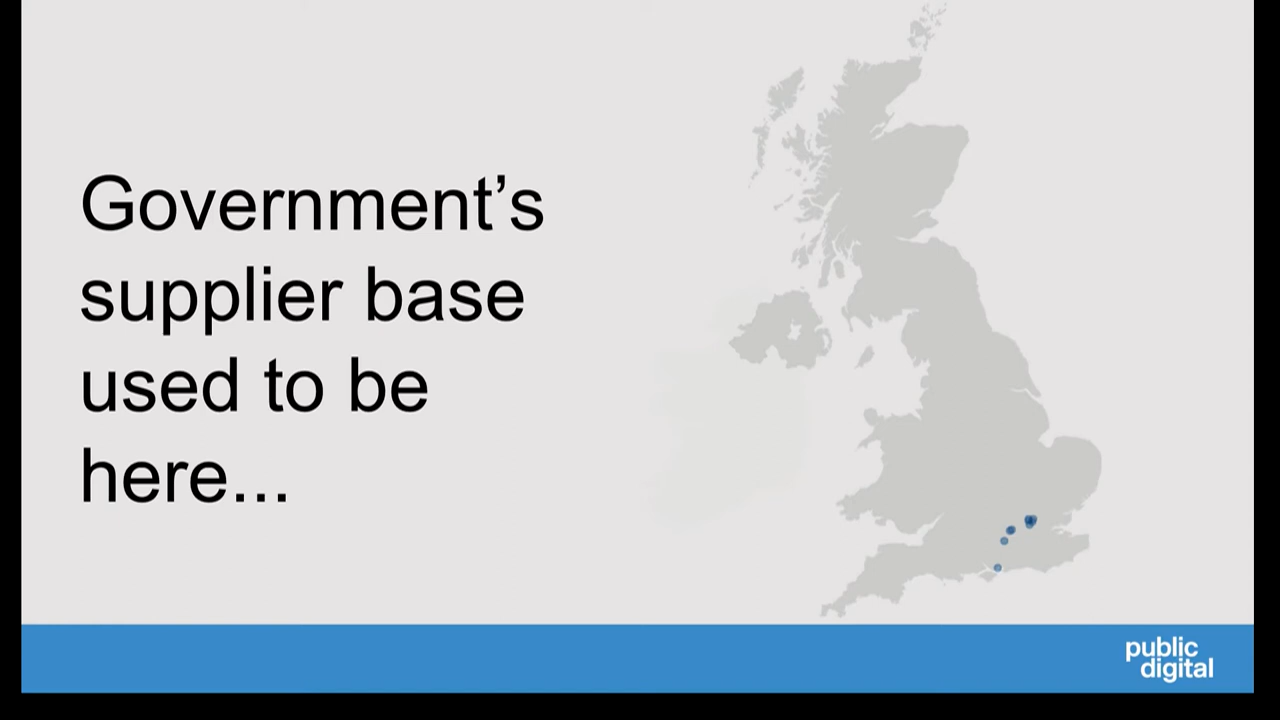 Government’s
supplier base
used to be
here...
public
digital